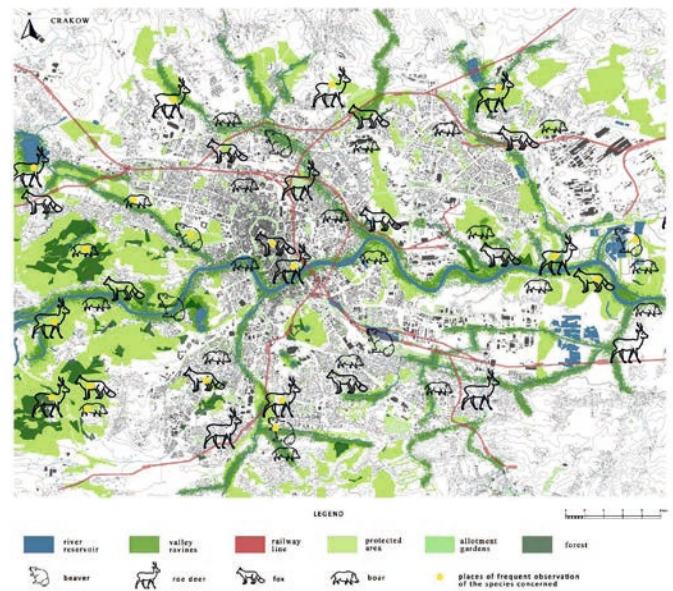 CRAKOW
LEGEND
river
reservoir
valley
ravines
railway
line
protected
area
allotment
gardens
forest
beaver
roe deer
fox
boar
places of frequent observation
of the species concerned